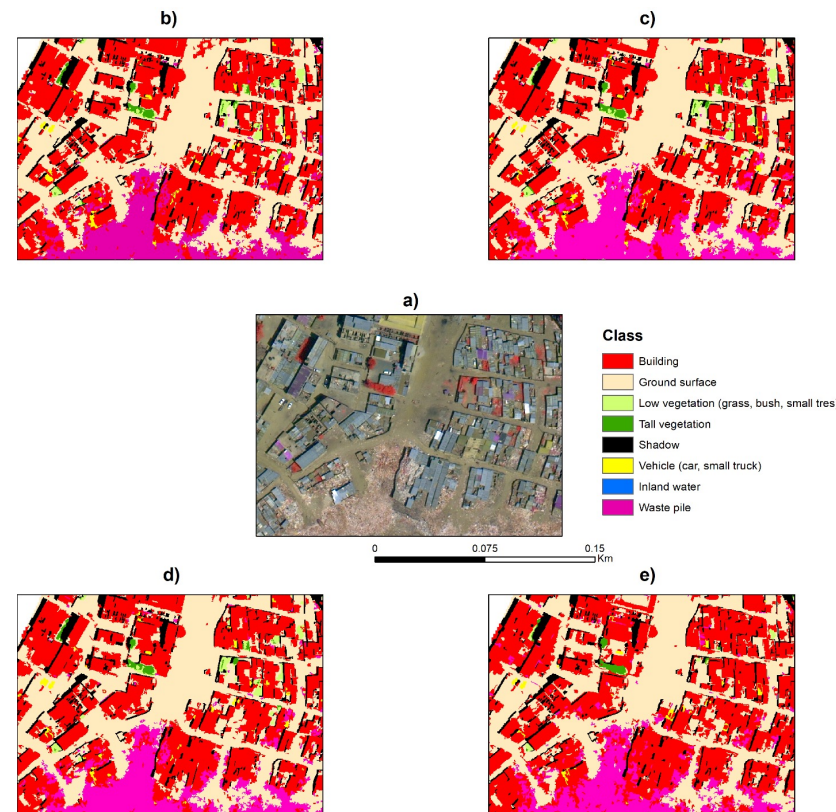 b)
c)
a)
Class
Building
Ground surface
Low vegetation (grass, bush, small tres
Tall vegetation
Shadow
Vehicle (car, small truck)
Inland water
Waste pile
0
0.075
0.15
Km
d)
e)